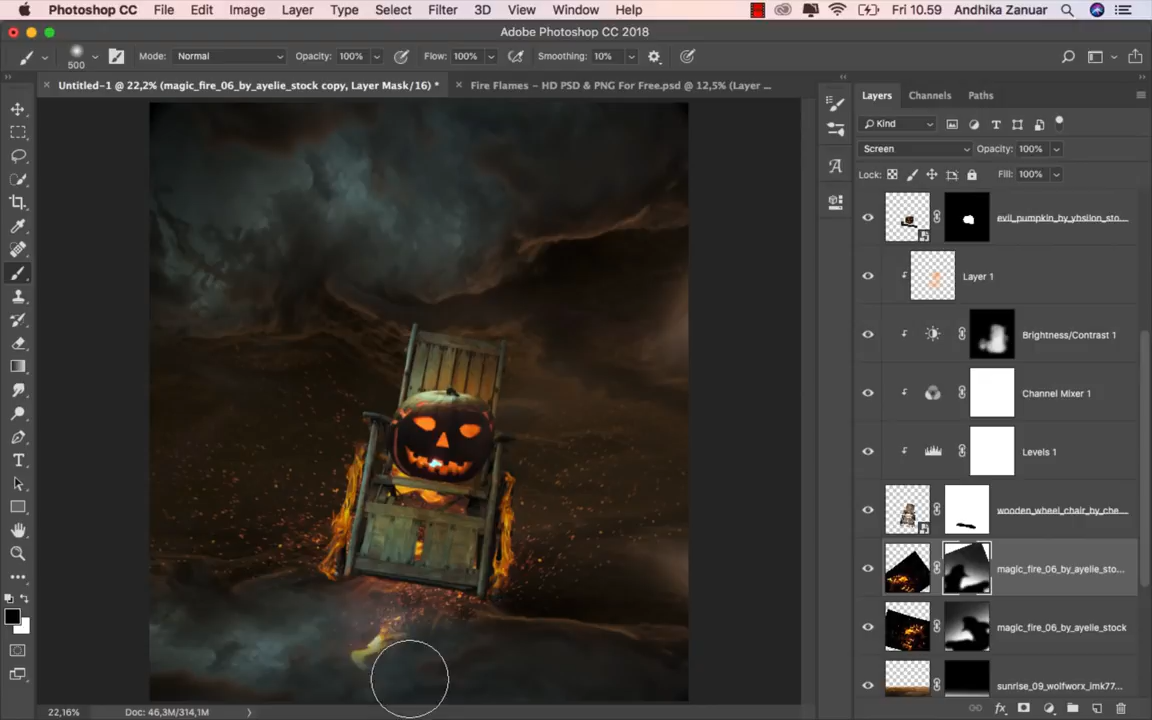 Photoshop CC File Edit Image Layer Type Select Filter 3D View Window Help Fri 10.59 Andhika Zanuar
Adobe Photoshop CC 2018
500 Mode: Normal Opacity: 100% Flow: 100% Smoothing: 10%
Untitled-1 @ 22,2% (magic_fire_06_by_ayelie_stock copy, Layer Mask/16) * Fire Flames – HD PSD & PNG For Free.psd @ 12,5% (Layer ...
Layers Channels Paths
Kind
Screen Opacity: 100%
Lock: Fill: 100%
evil_pumpkin_by_ybsilon_sto...
Layer 1
Brightness/Contrast 1
Channel Mixer 1
Levels 1
wooden_wheel_chair_by_che...
magic_fire_06_by_ayelie_sto...
magic_fire_06_by_ayelie_stock
sunrise_09_wolfworx_imk77...
22,16% Doc: 46,3M/314,1M